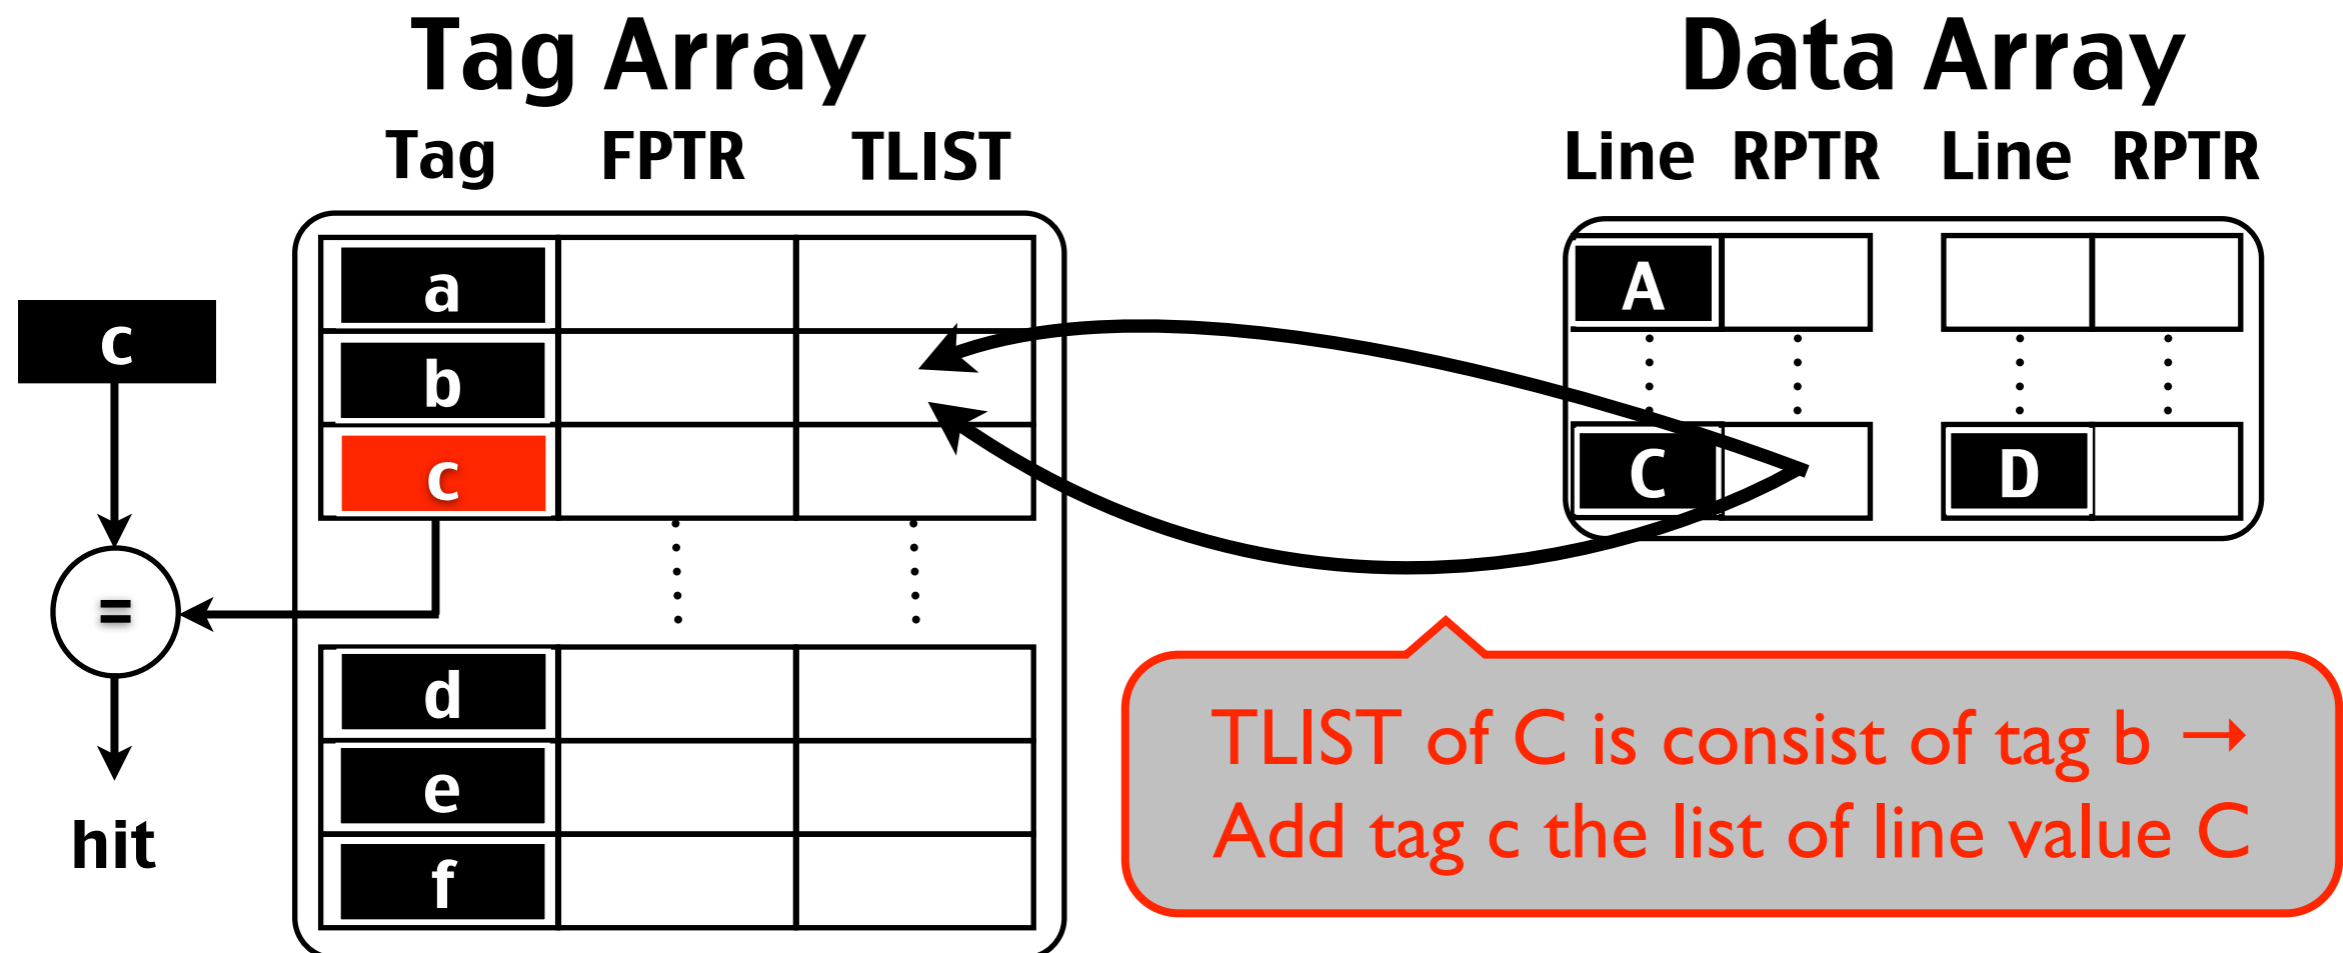 Tag Array
Data Array
Tag FPTR TLIST
Line RPTR Line RPTR
a
A
c
b
c
C
D
=
d
e
hit
f
TLIST of C is consist of tag b →
Add tag c the list of line value C